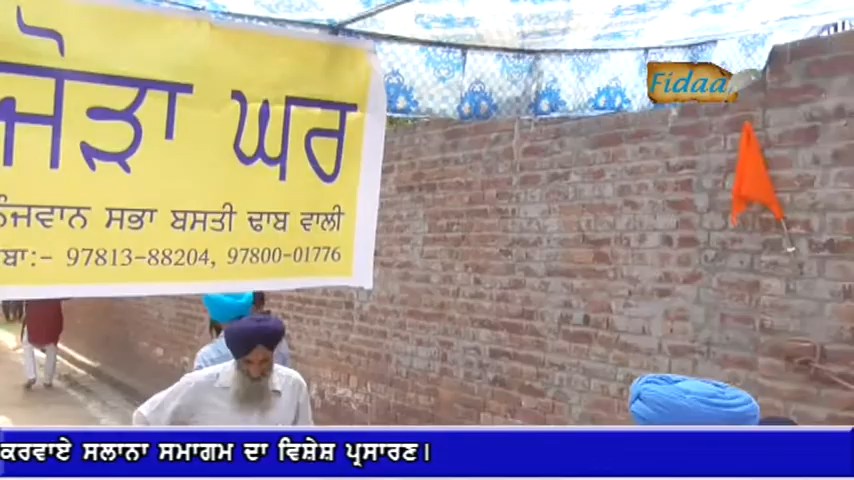 ਜੋੜਾ ਘਰ
ਨੌਜਵਾਨ ਸਭਾ ਬਸਤੀ ਢਾਬ ਵਾਲੀ
97813-88204, 97800-01776
Fidaa
ਕਰਵਾਏ ਸਲਾਨਾ ਸਮਾਗਮ ਦਾ ਵਿਸ਼ੇਸ਼ ਪ੍ਰਸਾਰਣ।